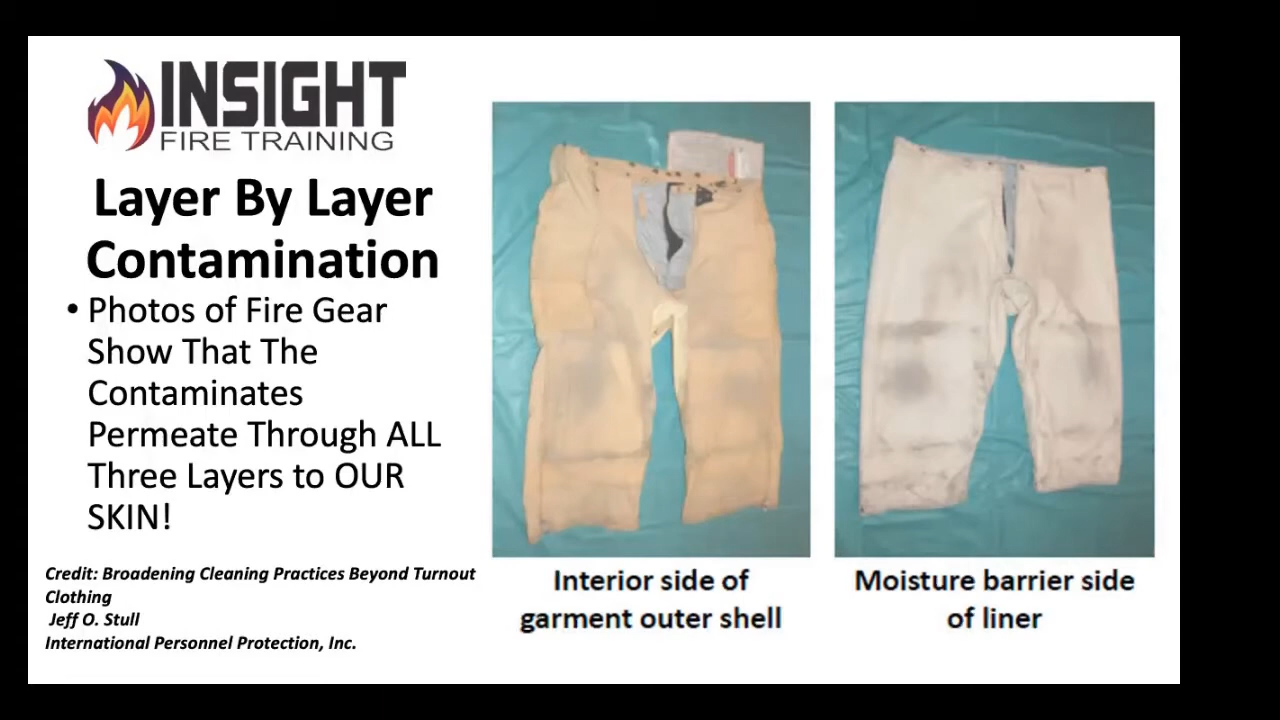 INSIGHT
FIRE TRAINING
Layer By Layer
Contamination
• Photos of Fire Gear
Show That The
Contaminates
Permeate Through ALL
Three Layers to OUR
SKIN!
Credit: Broadening Cleaning Practices Beyond Turnout
Clothing
Jeff O. Stull
International Personnel Protection, Inc.
Interior side of
garment outer shell
Moisture barrier side
of liner